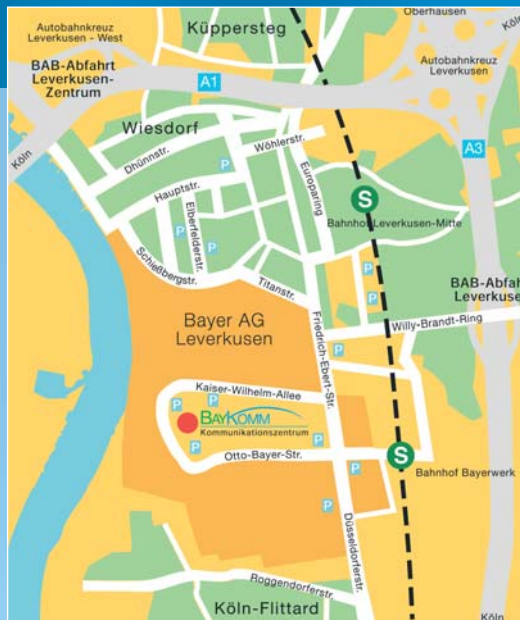 Autobahnkreuz
Leverkusen - West
BAB-Abfahrt
Leverkusen-
Zentrum
Küppersteg
Oberhausen
Köln
Autobahnkreuz
Leverkusen
A1
A3
Wiesdorf
Köln
Dhünnstr.
Wöhlerstr.
P
Hauptstr.
Elberfelderstr.
P
P
Europaring
S
Bahnhof Leverkusen-Mitte
Schießbergstr.
Titanstr.
P
P
BAB-Abfahr
Leverkuse
Bayer AG
Leverkusen
Friedrich-Ebert-Str.
Willy-Brandt-Ring
P
Kaiser-Wilhelm-Allee
P
P
BAYKOMM
Kommunikationszentrum
P
P
Otto-Bayer-Str.
S
Bahnhof Bayerwerk
P
P
Düsseldorferstr.
Roggendorferstr.
Köln-Flittard
Köln